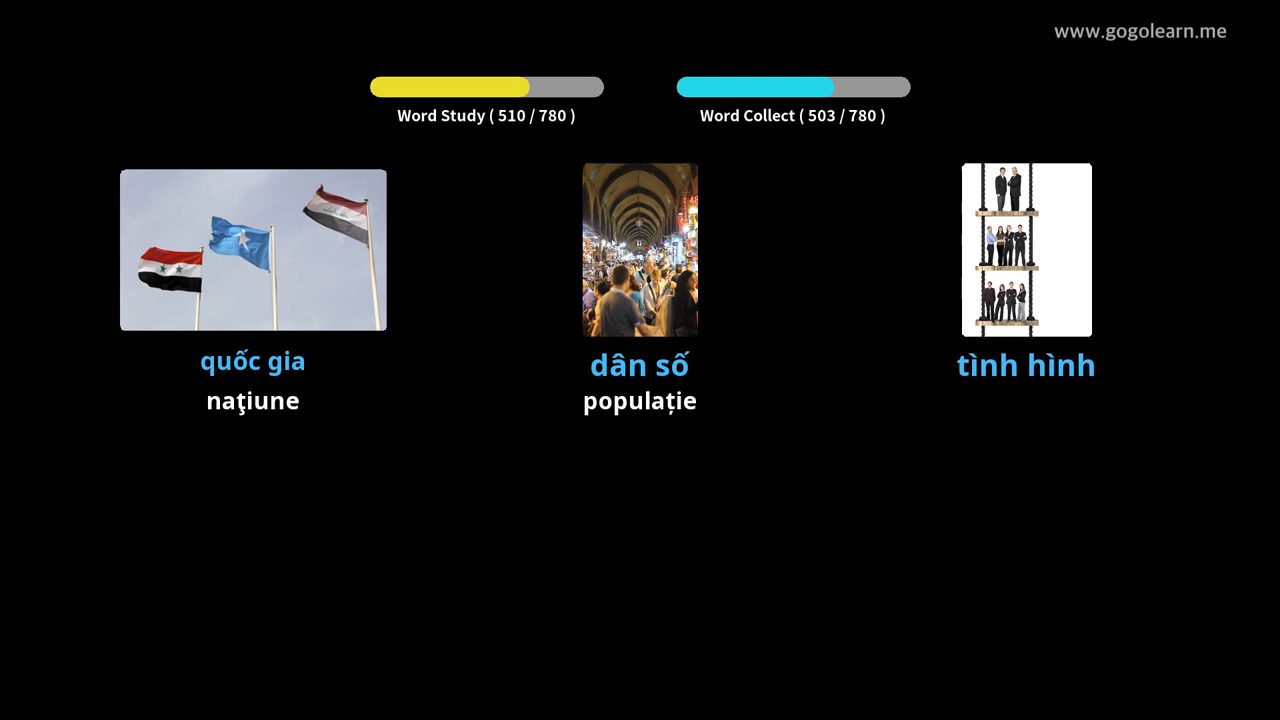 www.gogolearn.me
Word Study ( 510 / 780 )
Word Collect ( 503 / 780 )
quốc gia
naţiune
dân số
populație
tình hình